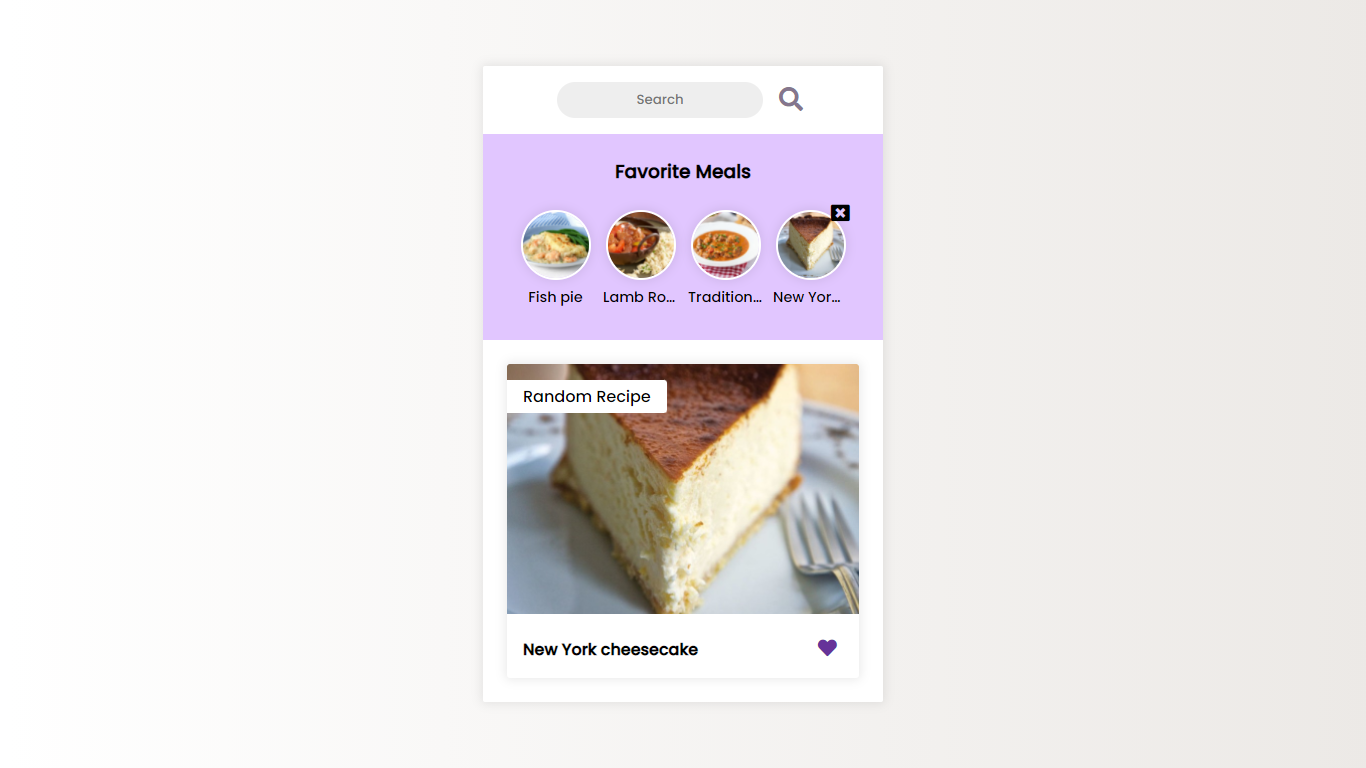 Search
Favorite Meals
Fish pie
Lamb Ro...
Tradition...
New Yor...
Random Recipe
New York cheesecake